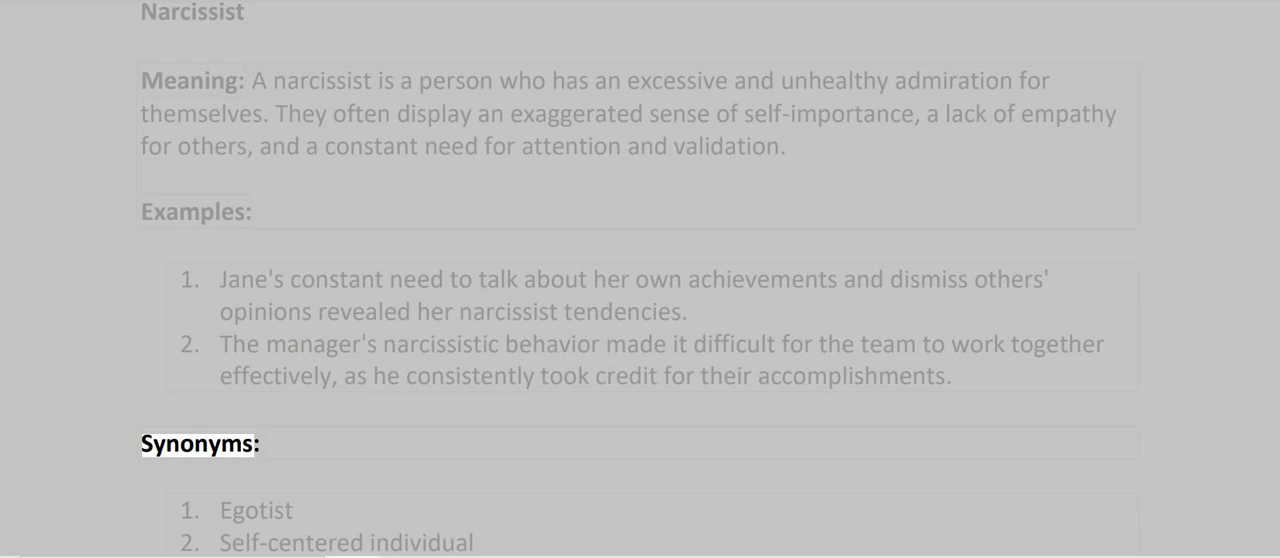 Narcissist
Meaning: A narcissist is a person who has an excessive and unhealthy admiration for
themselves. They often display an exaggerated sense of self-importance, a lack of empathy
for others, and a constant need for attention and validation.
Examples:
1. Jane's constant need to talk about her own achievements and dismiss others'
opinions revealed her narcissist tendencies.
2. The manager's narcissistic behavior made it difficult for the team to work together
effectively, as he consistently took credit for their accomplishments.
Synonyms:
1. Egotist
2. Self-centered individual